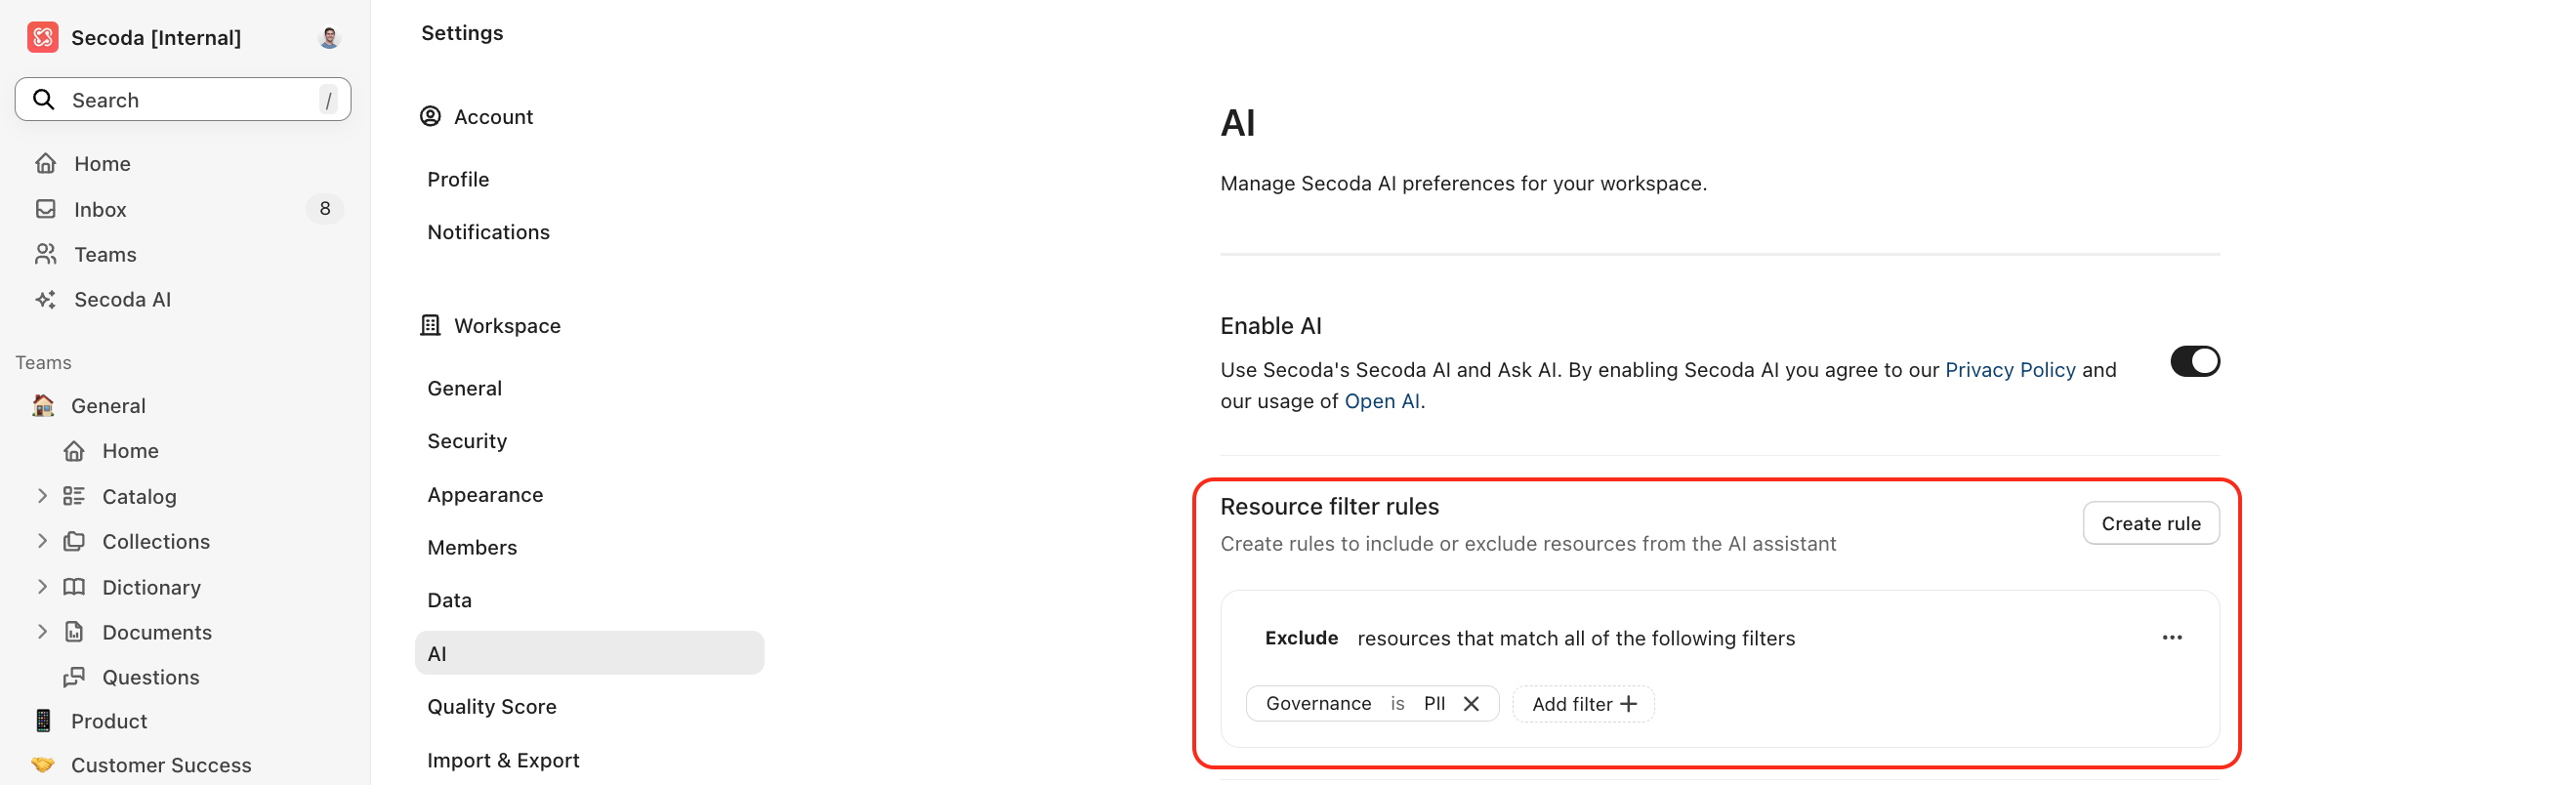 Secoda [Internal]
Search /
Home
Inbox 8
Teams
Secoda AI
Teams
General
Home
Catalog
Collections
Dictionary
Documents
Questions
Product
Customer Success
Settings
Account
Profile
Notifications
Workspace
General
Security
Appearance
Members
Data
AI
Quality Score
Import & Export
AI
Manage Secoda AI preferences for your workspace.
Enable AI
Use Secoda's Secoda AI and Ask AI. By enabling Secoda AI you agree to our Privacy Policy and
our usage of Open AI.
Resource filter rules
Create rule
Create rules to include or exclude resources from the AI assistant
Exclude resources that match all of the following filters
Governance is PII
Add filter